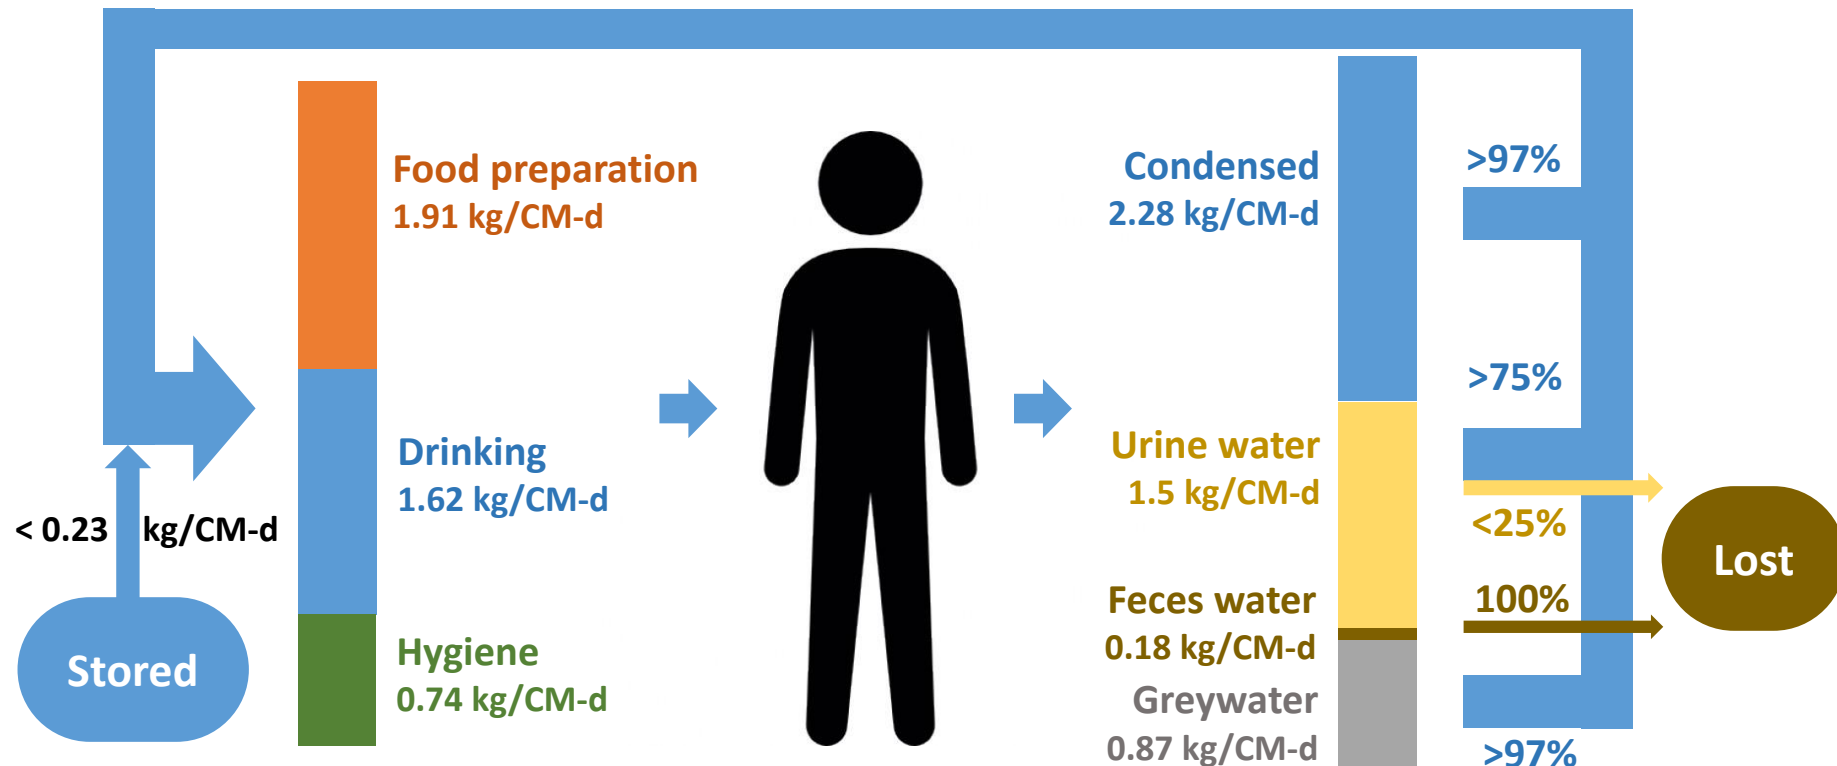 Food preparation
1.91 kg/CM-d
Drinking
1.62 kg/CM-d
Hygiene
0.74 kg/CM-d
< 0.23 kg/CM-d
Stored
Condensed
2.28 kg/CM-d
Urine water
1.5 kg/CM-d
Feces water
0.18 kg/CM-d
Greywater
0.87 kg/CM-d
>97%
>75%
<25%
100%
>97%
Lost